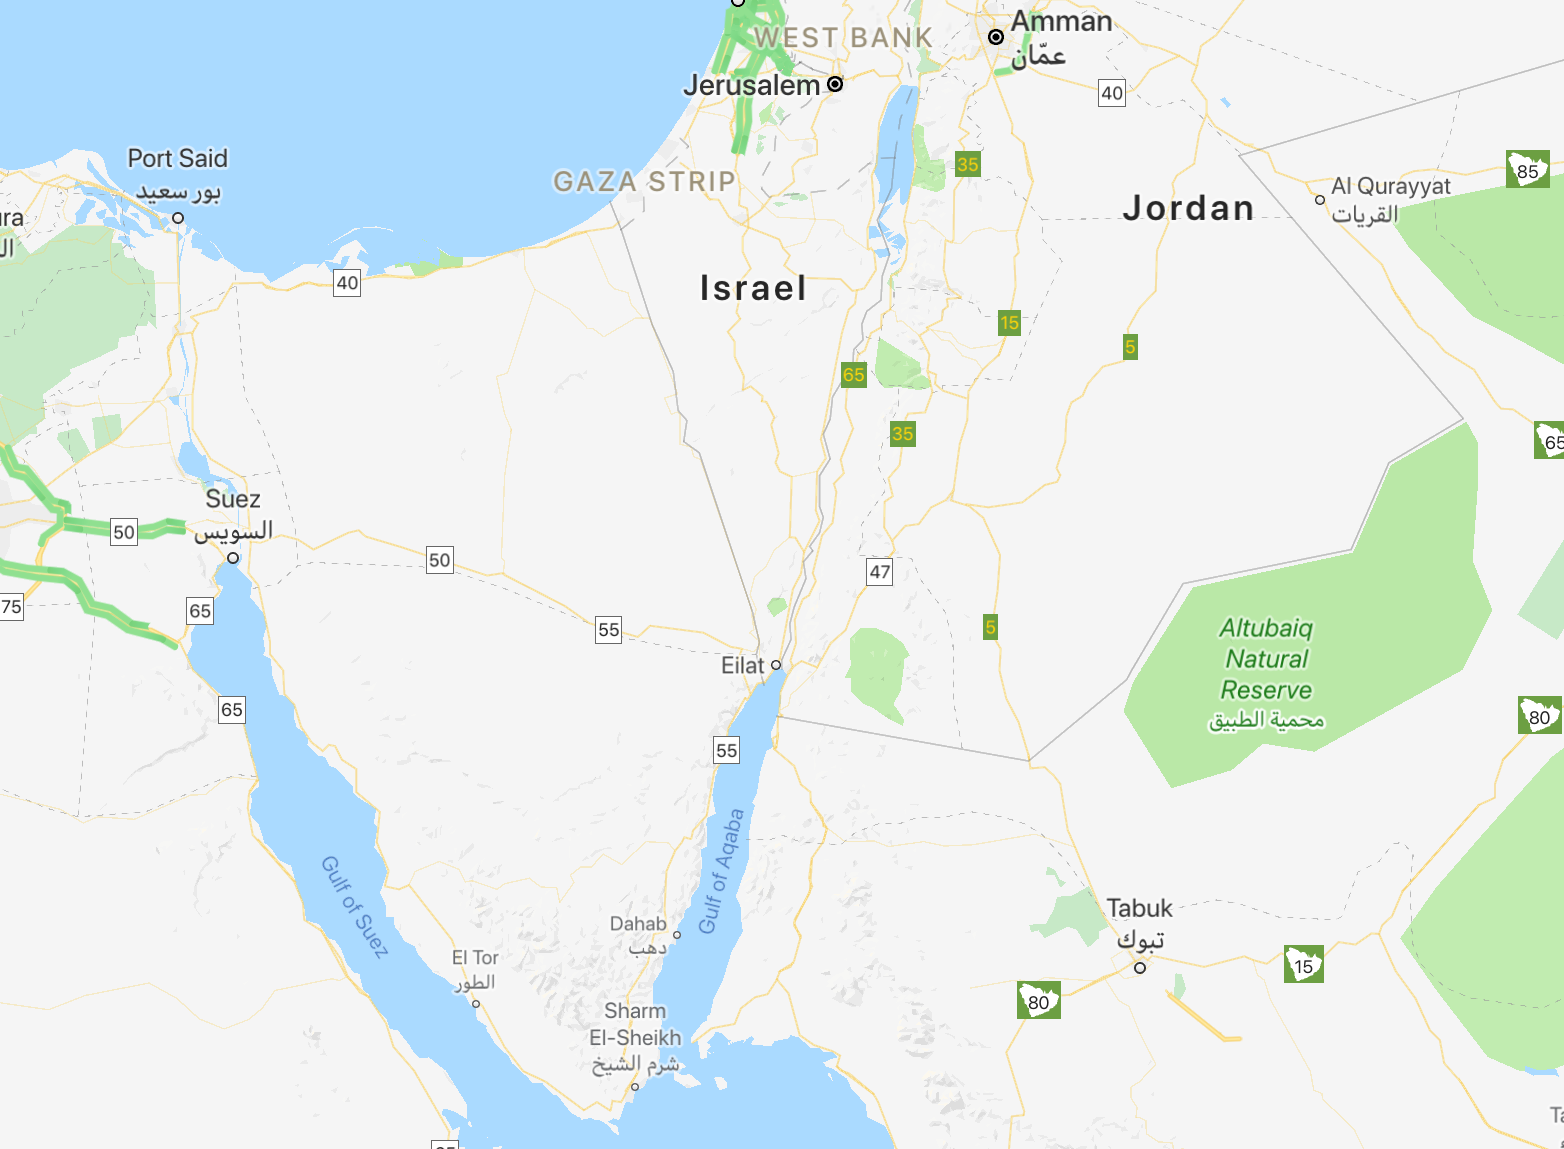 Amman
عمّان
WEST BANK
Jerusalem
40
Port Said
بور سعيد
GAZA STRIP
35
85
Al Qurayyat
القريات
Jordan
ura
40
Israel
15
5
65
35
65
Suez
السويس
50
50
47
75
65
55
5
Altubaiq
Natural
Reserve
محمية الطبيق
Eilat
65
80
55
Gulf of Aqaba
Gulf of Suez
Dahab
دهب
Tabuk
تبوك
El Tor
الطور
15
80
Sharm
El-Sheikh
شرم الشيخ